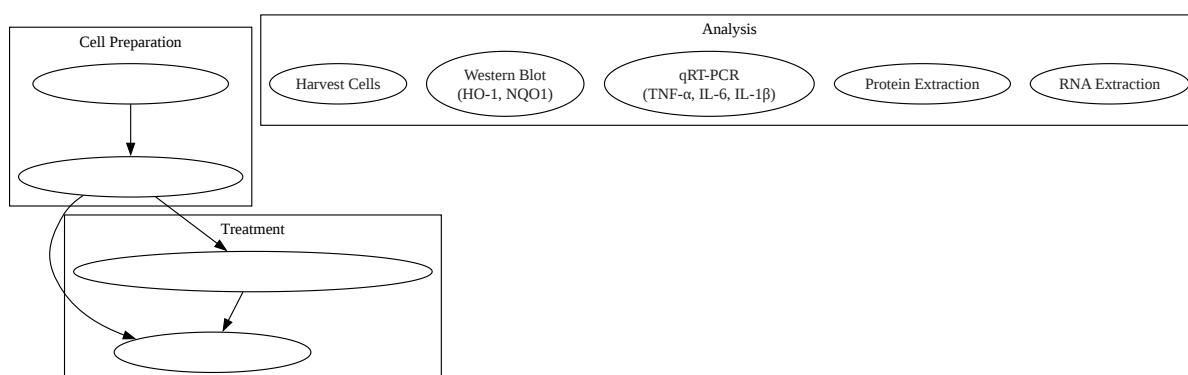 Cell Preparation
Analysis
Harvest Cells
Western Blot
(HO-1, NQO1)
qRT-PCR
(TNF-α, IL-6, IL-1β)
Protein Extraction
RNA Extraction
Treatment